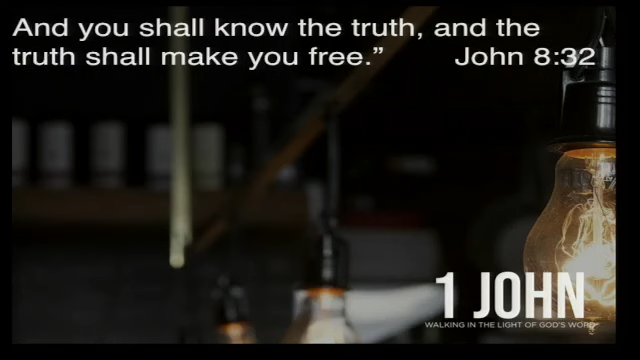 And you shall know the truth, and the
truth shall make you free.” John 8:32
1 JOHN
WALKING IN THE LIGHT OF GOD'S WORD